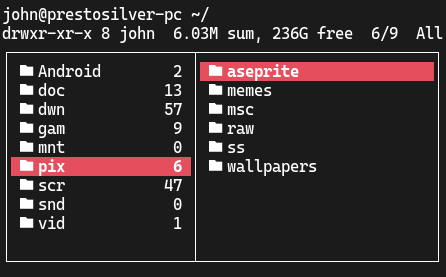 john@prestosilver-pc ~/
drwxr-xr-x 8 john 6.03M sum, 236G free 6/9 All
Android 2 aseprite
doc 13 memes
dwn 57 msc
gam 9 raw
mnt 0 ss
pix 6 wallpapers
scr 47
snd 0
vid 1